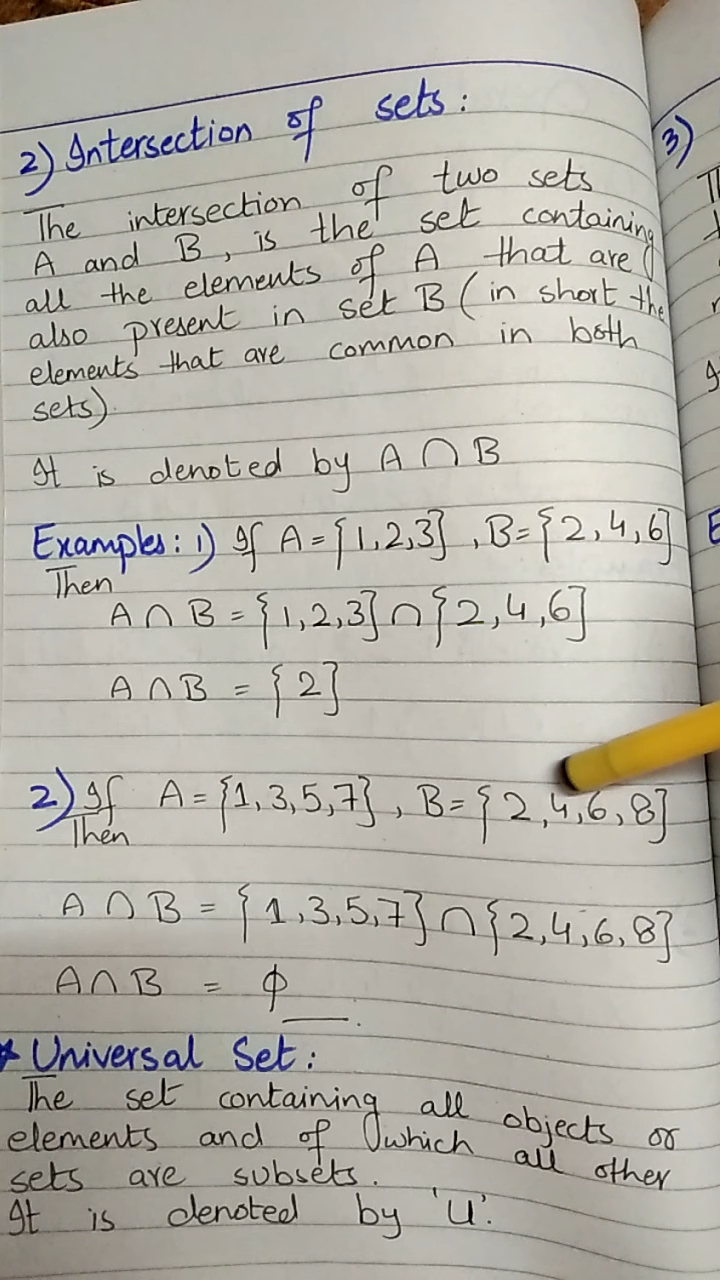 2) Intersection of sets:
The intersection of two sets
A and B, is the set containing
all the elements of A that are
also present in set B (in short the
elements that are common in both
sets).
It is denoted by A ∩ B
Examples: 1) If A = {1,2,3}, B = {2,4,6}
Then
A ∩ B = {1,2,3} ∩ {2,4,6}
A ∩ B = {2}
2) If A = {1,3,5,7}, B = {2,4,6,8}
Then
A ∩ B = {1,3,5,7} ∩ {2,4,6,8}
A ∩ B = ϕ
* Universal Set:
The set containing all objects or
elements and of which all other
sets are subsets.
It is denoted by 'U'.
3)